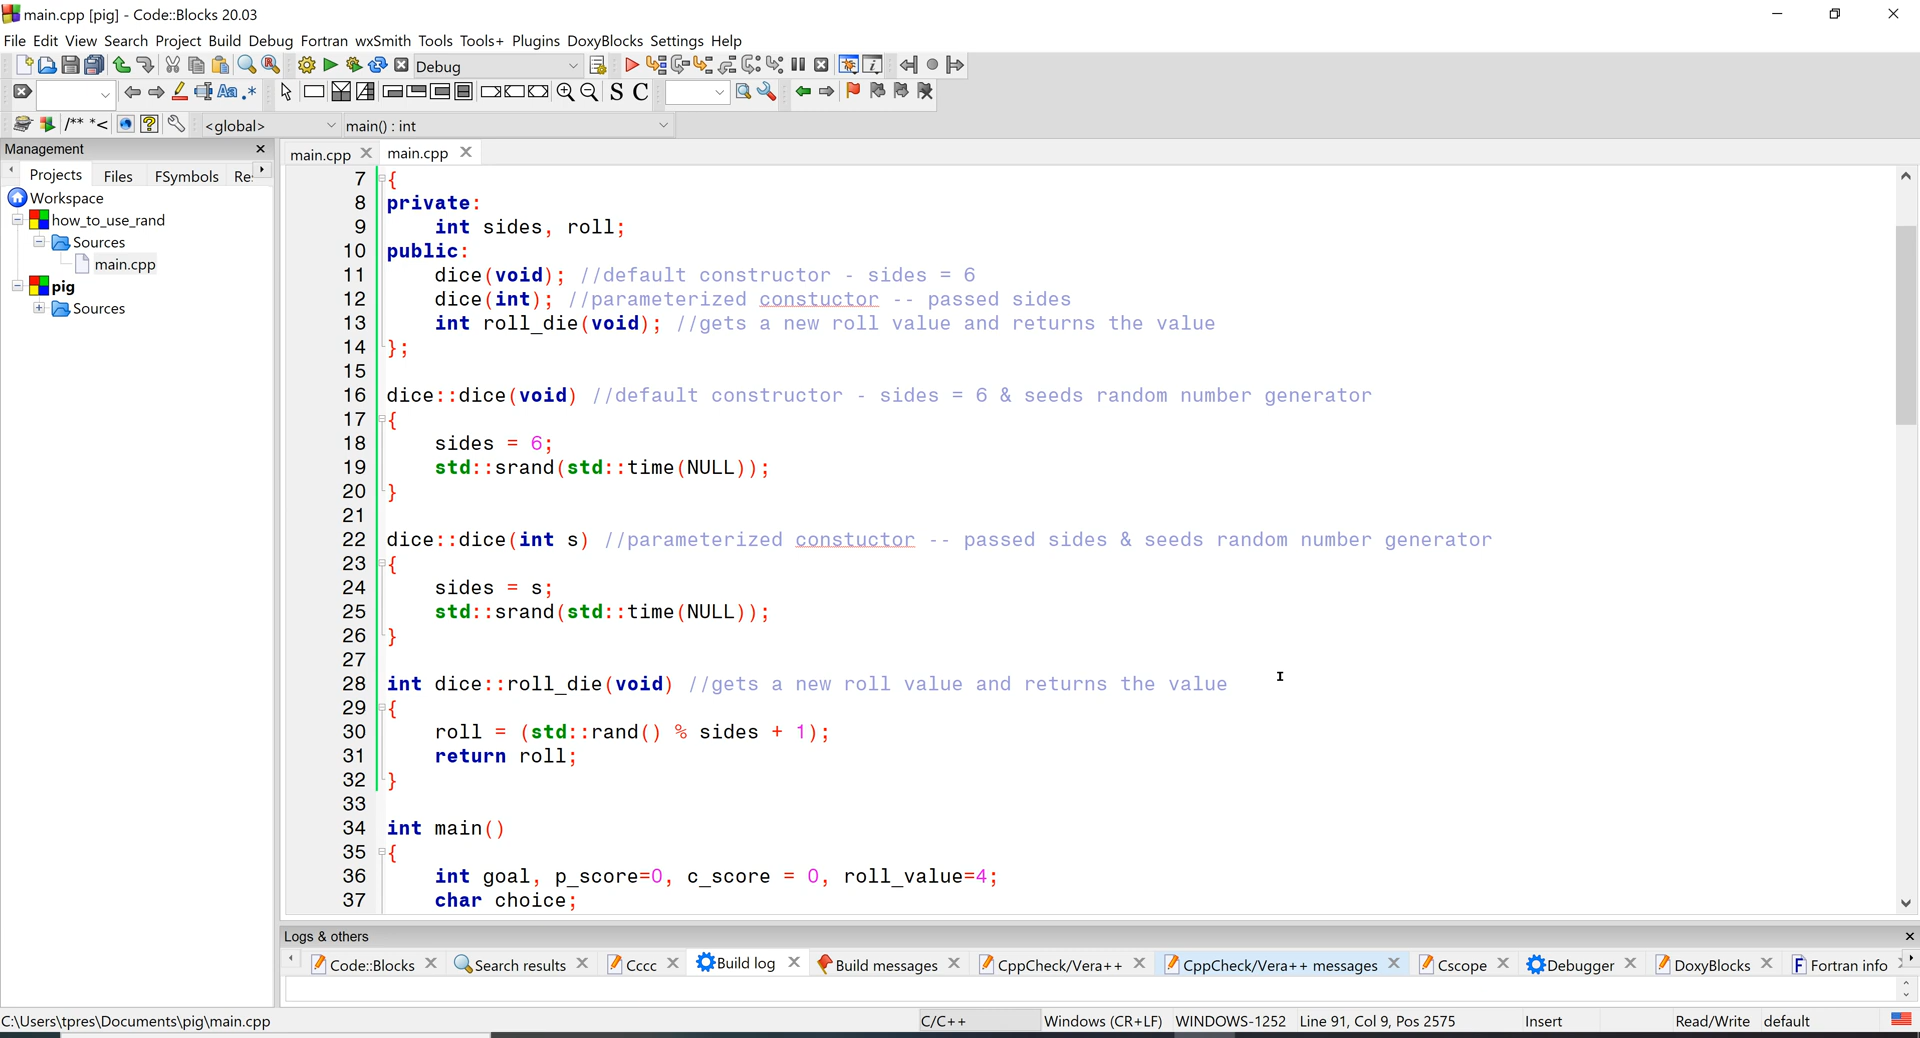 main.cpp [pig] - Code::Blocks 20.03
File Edit View Search Project Build Debug Fortran wxSmith Tools Tools+ Plugins DoxyBlocks Settings Help
Debug
S C
/** *<
<global>
main() : int
Management
Projects Files FSymbols Re
Workspace
how_to_use_rand
Sources
main.cpp
pig
Sources
main.cpp main.cpp
7 {
8 private:
9 int sides, roll;
10 public:
11 dice(void); //default constructor - sides = 6
12 dice(int); //parameterized constuctor -- passed sides
13 int roll_die(void); //gets a new roll value and returns the value
14 };
15
16 dice::dice(void) //default constructor - sides = 6 & seeds random number generator
17 {
18 sides = 6;
19 std::srand(std::time(NULL));
20 }
21
22 dice::dice(int s) //parameterized constuctor -- passed sides & seeds random number generator
23 {
24 sides = s;
25 std::srand(std::time(NULL));
26 }
27
28 int dice::roll_die(void) //gets a new roll value and returns the value
29 {
30 roll = (std::rand() % sides + 1);
31 return roll;
32 }
33
34 int main()
35 {
36 int goal, p_score=0, c_score = 0, roll_value=4;
37 char choice;
Logs & others
Code::Blocks Search results Cccc Build log Build messages CppCheck/Vera++ CppCheck/Vera++ messages Cscope Debugger DoxyBlocks Fortran info
C:\Users\tpres\Documents\pig\main.cpp C/C++ Windows (CR+LF) WINDOWS-1252 Line 91, Col 9, Pos 2575 Insert Read/Write default